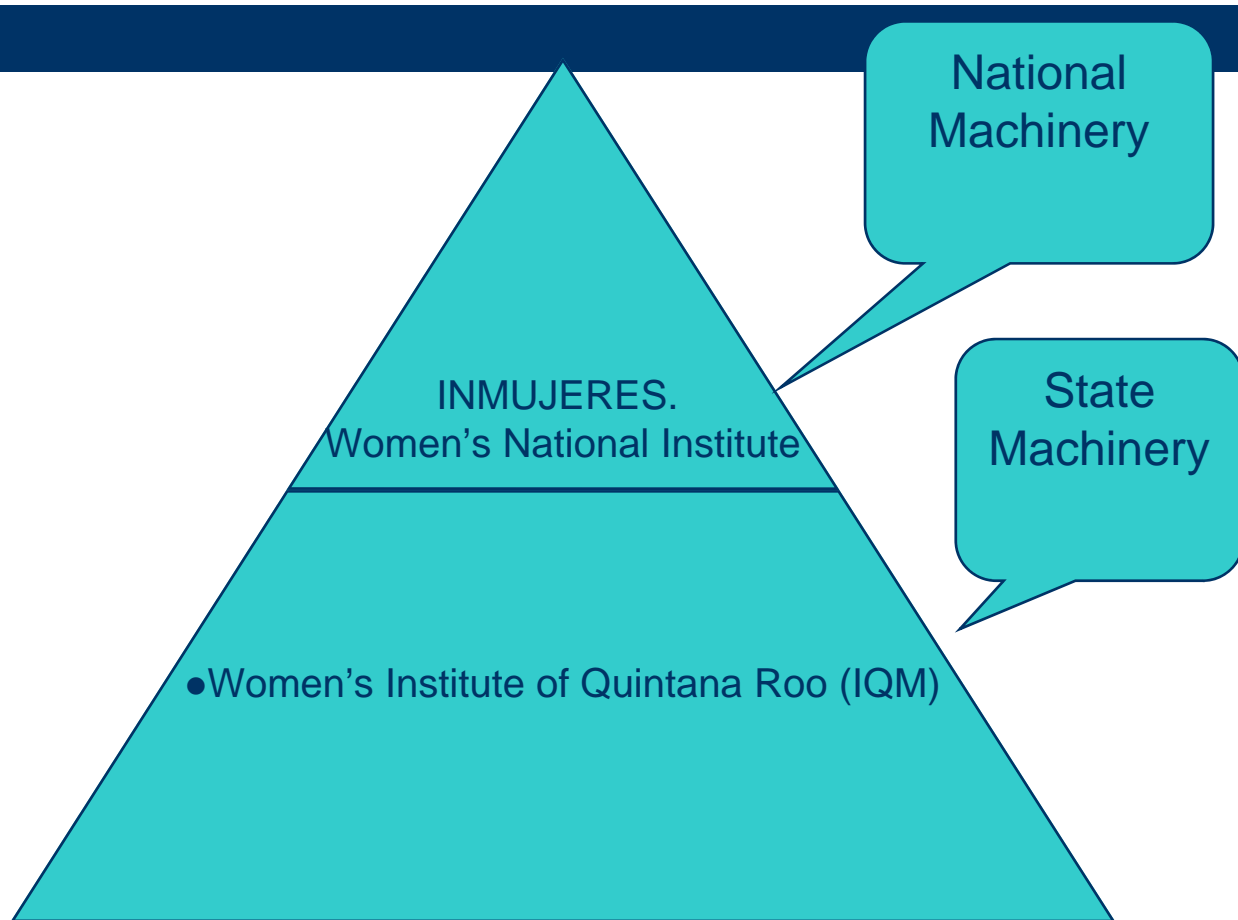 National
Machinery
INMUJERES.
Women’s National Institute
State
Machinery
●Women’s Institute of Quintana Roo (IQM)